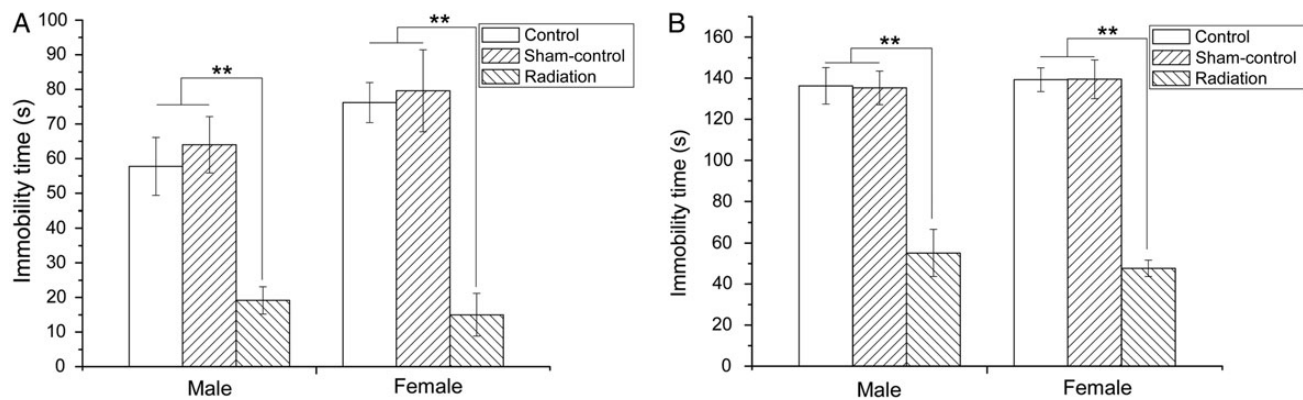 A
100
90
80
70
60
50
40
30
20
10
0
Immobility time (s)
**
**
Control
Sham-control
Radiation
Male
Female
B
160
140
120
100
80
60
40
20
0
Immobility time (s)
**
**
Control
Sham-control
Radiation
Male
Female